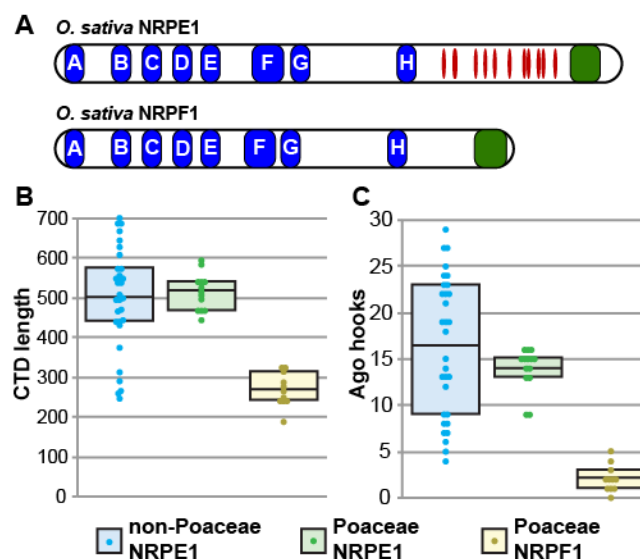 A
O. sativa NRPE1
A B C D E F G H
O. sativa NRPF1
A B C D E F G H
B
CTD length
700
600
500
400
300
200
100
0
C
Ago hooks
30
25
20
15
10
5
0
non-Poaceae
NRPE1
Poaceae
NRPE1
Poaceae
NRPF1